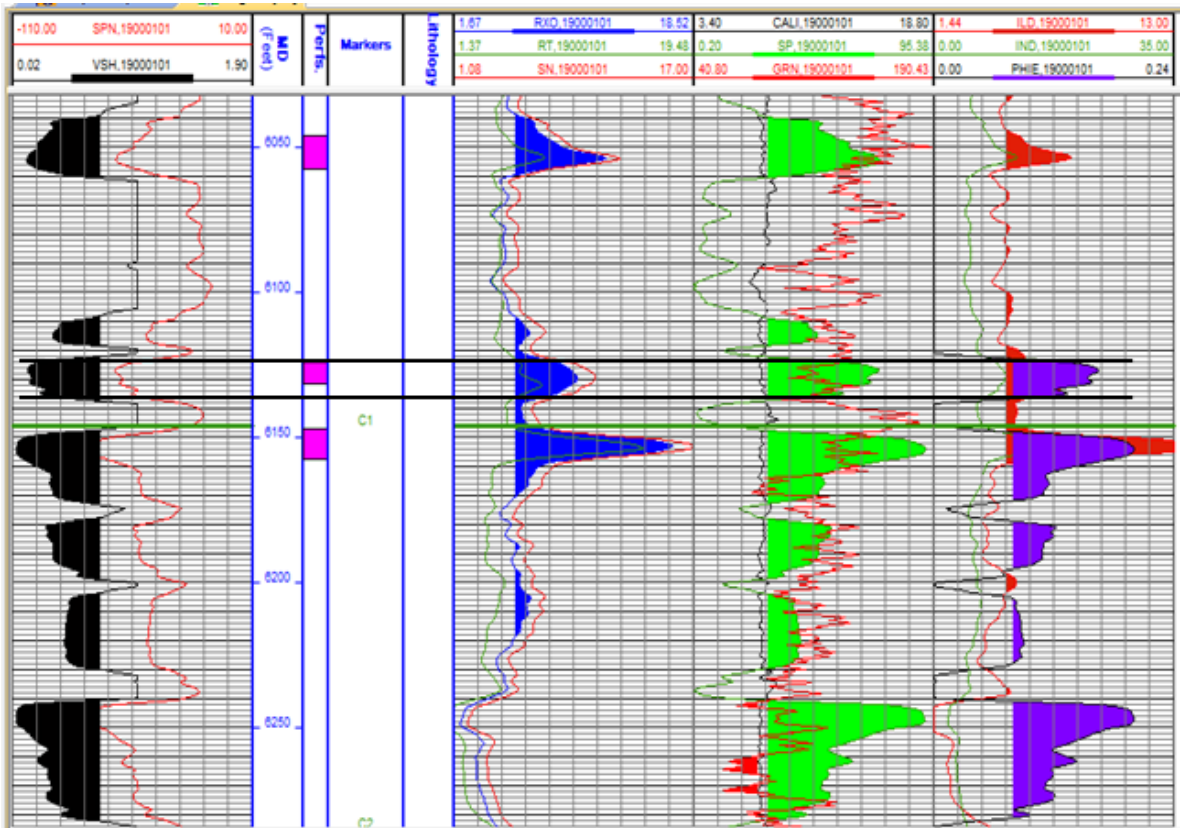 -110.00 SPN,19000101 10.00
0.02 VSH,19000101 1.90
MD
(Feet)
Perfs.
Markers
Lithology
1.67 RXO,19000101 18.52
1.37 RT,19000101 19.48
1.08 SN,19000101 17.00
3.40 CALI,19000101 18.80
0.20 SP,19000101 95.38
40.80 GRN,19000101 190.43
1.44 ILD,19000101 13.00
0.00 IND,19000101 35.00
0.00 PHIE,19000101 0.24
6050
6100
C1
6150
6200
6250
C2